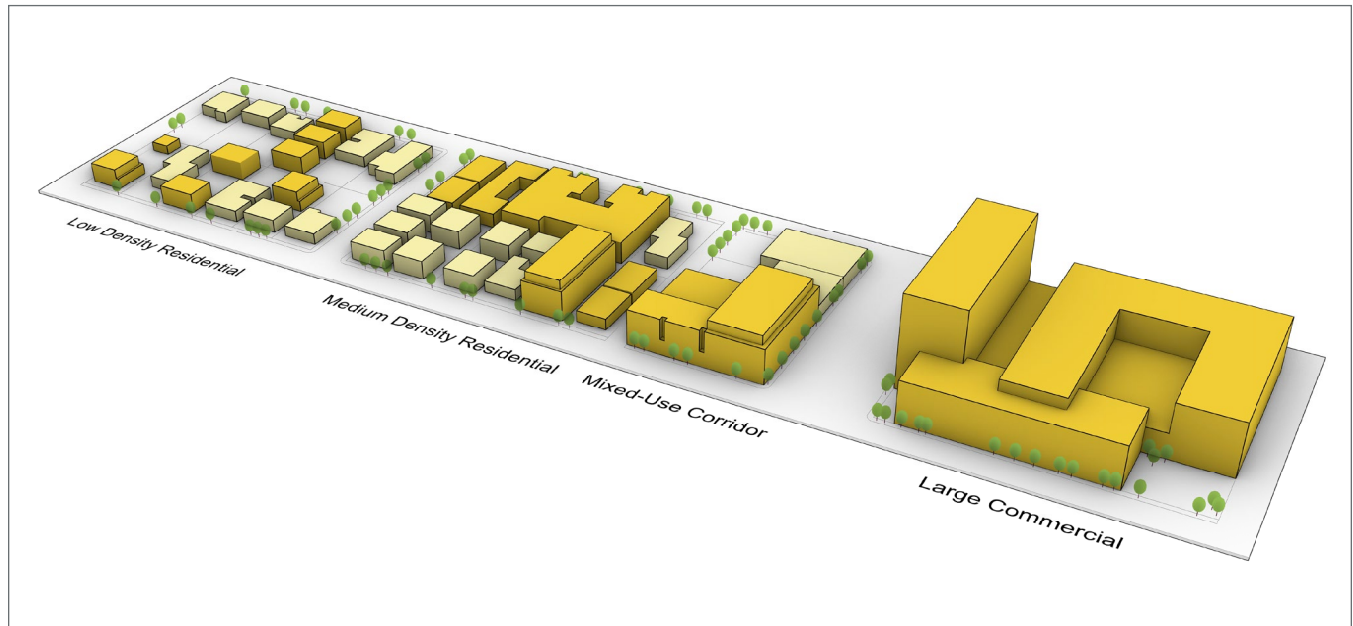 Low Density Residential
Medium Density Residential
Mixed-Use Corridor
Large Commercial